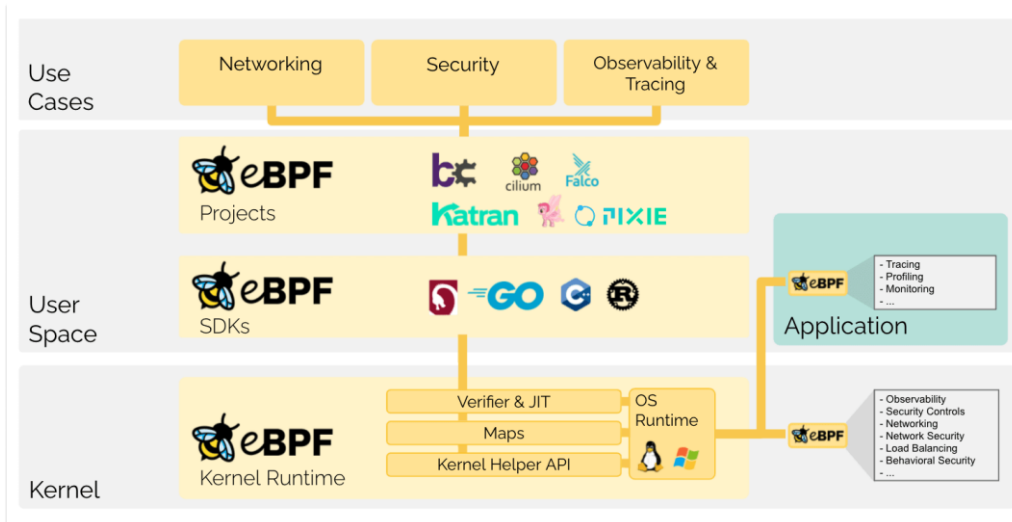 Use
Cases
Networking
Security
Observability &
Tracing
eBPF
Projects
bcc
cilium
Falco
Katran
PIXIE
User
Space
eBPF
SDKs
GO
C++
R
eBPF
- Tracing
- Profiling
- Monitoring
- ...
Application
Kernel
eBPF
Kernel Runtime
Verifier & JIT
Maps
Kernel Helper API
OS
Runtime
eBPF
- Observability
- Security Controls
- Networking
- Network Security
- Load Balancing
- Behavioral Security
- ...